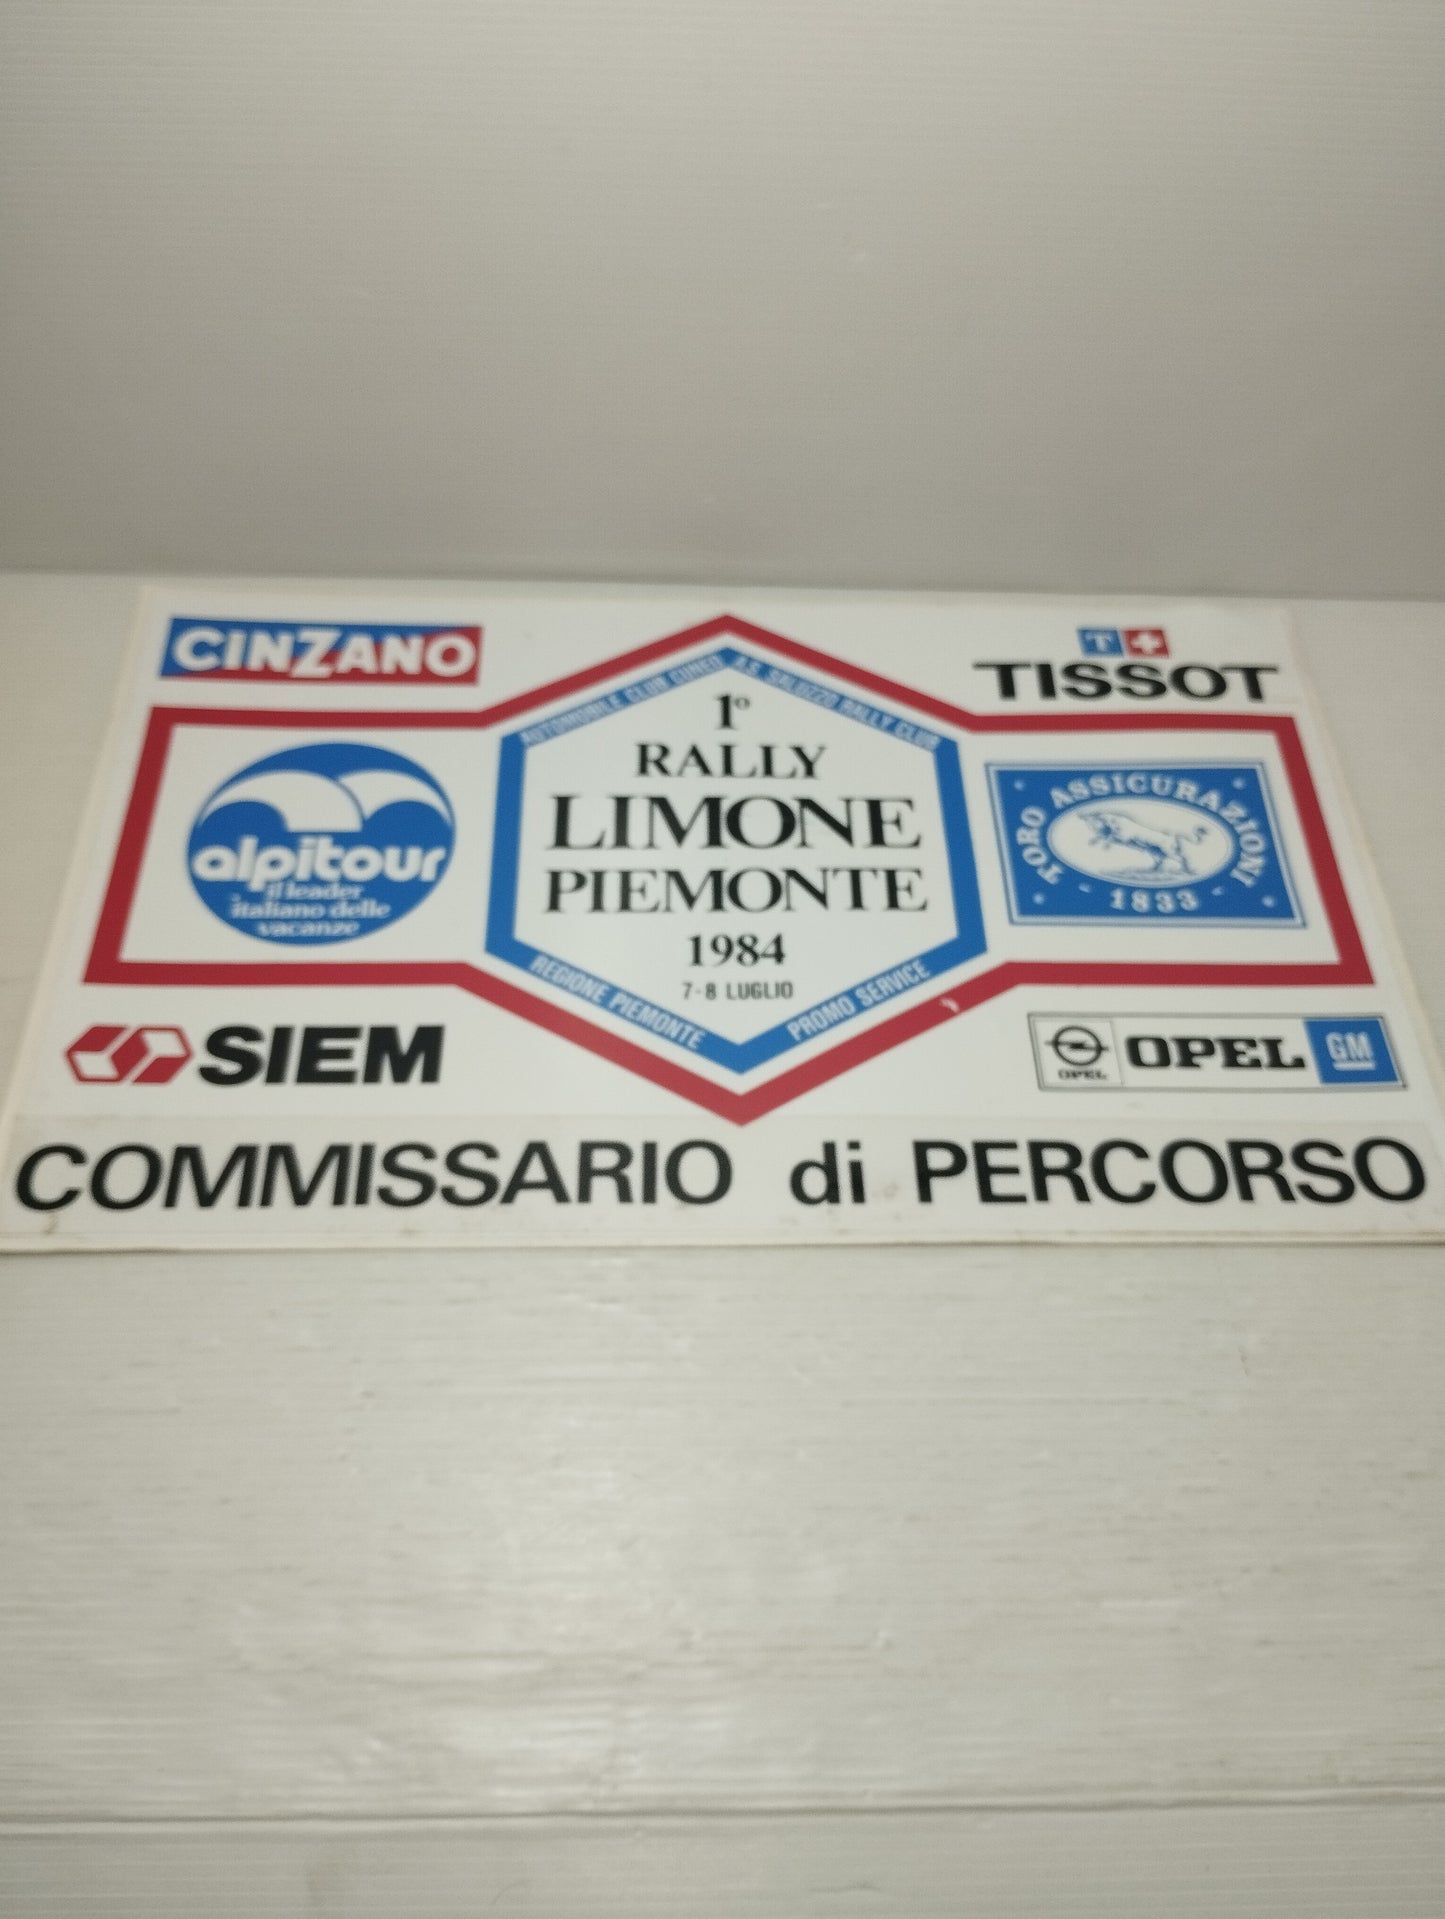 CINZANO
T+
TISSOT
AUTOMOBILE CLUB CUNEO A.S. SALUZZO RALLY CLUB
1°
RALLY
LIMONE
PIEMONTE
1984
7-8 LUGLIO
REGIONE PIEMONTE PROMO SERVICE
alpitour
il leader
italiano delle
vacanze
TORO ASSICURAZIONI
- 1833 -
SIEM
OPEL
OPEL
GM
COMMISSARIO di PERCORSO